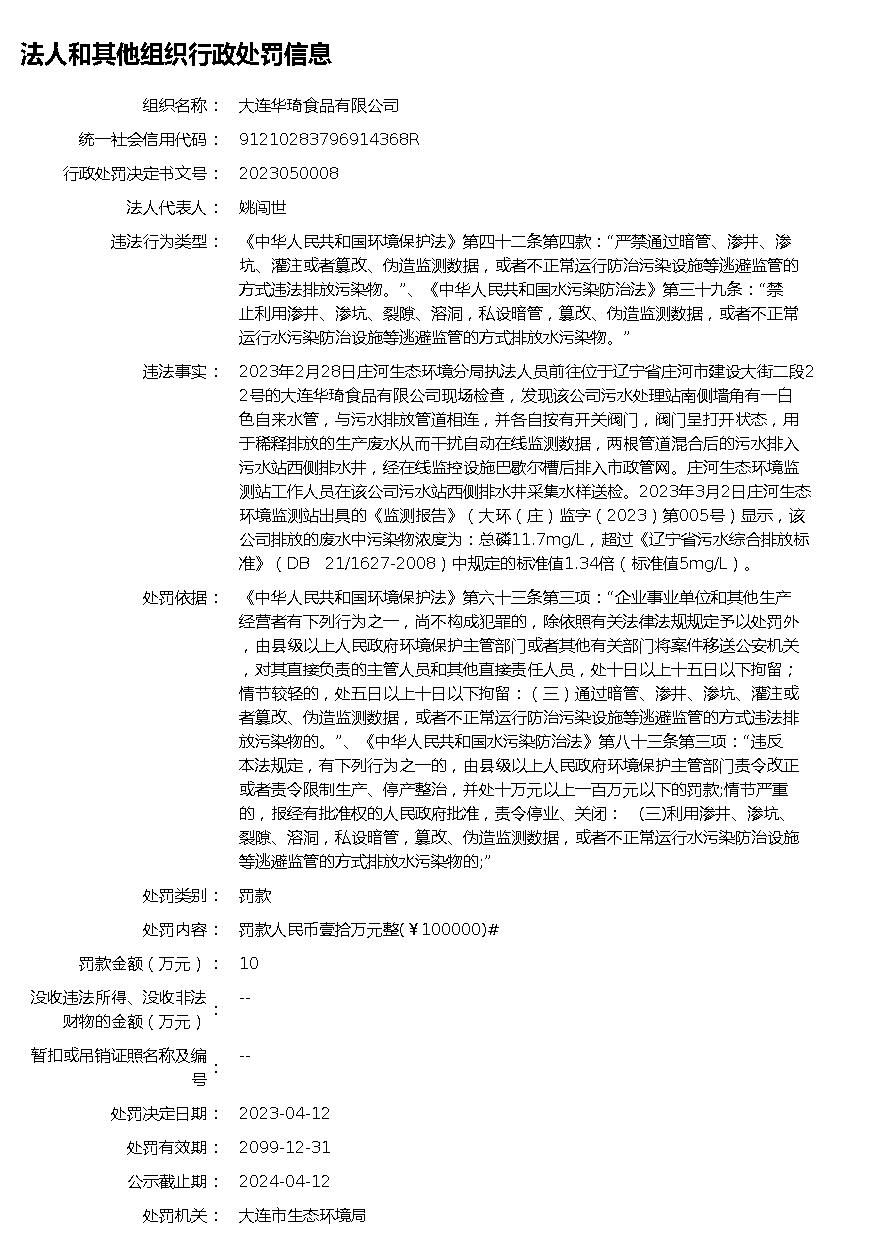 法人和其他组织行政处罚信息
组织名称： 大连华琦食品有限公司
统一社会信用代码： 91210283796914368R
行政处罚决定书文号： 2023050008
法人代表人： 姚闯世
违法行为类型： 《中华人民共和国环境保护法》第四十二条第四款：“严禁通过暗管、渗井、渗
坑、灌注或者篡改、伪造监测数据，或者不正常运行防治污染设施等逃避监管的
方式违法排放污染物。”、《中华人民共和国水污染防治法》第三十九条：“禁
止利用渗井、渗坑、裂隙、溶洞，私设暗管，篡改、伪造监测数据，或者不正常
运行水污染防治设施等逃避监管的方式排放水污染物。”
违法事实： 2023年2月28日庄河生态环境分局执法人员前往位于辽宁省庄河市建设大街二段2
2号的大连华琦食品有限公司现场检查，发现该公司污水处理站南侧墙角有一白
色自来水管，与污水排放管道相连，并各自按有开关阀门，阀门呈打开状态，用
于稀释排放的生产废水从而干扰自动在线监测数据，两根管道混合后的污水排入
污水站西侧排水井，经在线监控设施巴歇尔槽后排入市政管网。庄河生态环境监
测站工作人员在该公司污水站西侧排水井采集水样送检。2023年3月2日庄河生态
环境监测站出具的《监测报告》（大环（庄）监字（2023）第005号）显示，该
公司排放的废水中污染物浓度为：总磷11.7mg/L，超过《辽宁省污水综合排放标
准》（DB　21/1627-2008）中规定的标准值1.34倍（标准值5mg/L）。
处罚依据： 《中华人民共和国环境保护法》第六十三条第三项：“企业事业单位和其他生产
经营者有下列行为之一，尚不构成犯罪的，除依照有关法律法规规定予以处罚外
，由县级以上人民政府环境保护主管部门或者其他有关部门将案件移送公安机关
，对其直接负责的主管人员和其他直接责任人员，处十日以上十五日以下拘留；
情节较轻的，处五日以上十日以下拘留：（三）通过暗管、渗井、渗坑、灌注或
者篡改、伪造监测数据，或者不正常运行防治污染设施等逃避监管的方式违法排
放污染物的。”、《中华人民共和国水污染防治法》第八十三条第三项：“违反
本法规定，有下列行为之一的，由县级以上人民政府环境保护主管部门责令改正
或者责令限制生产、停产整治，并处十万元以上一百万元以下的罚款;情节严重
的，报经有批准权的人民政府批准，责令停业、关闭：　(三)利用渗井、渗坑、
裂隙、溶洞，私设暗管，篡改、伪造监测数据，或者不正常运行水污染防治设施
等逃避监管的方式排放水污染物的;”
处罚类别： 罚款
处罚内容： 罚款人民币壹拾万元整(￥100000)#
罚款金额（万元）： 10
没收违法所得、没收非法
财物的金额（万元）： --
暂扣或吊销证照名称及编
号： --
处罚决定日期： 2023-04-12
处罚有效期： 2099-12-31
公示截止期： 2024-04-12
处罚机关： 大连市生态环境局